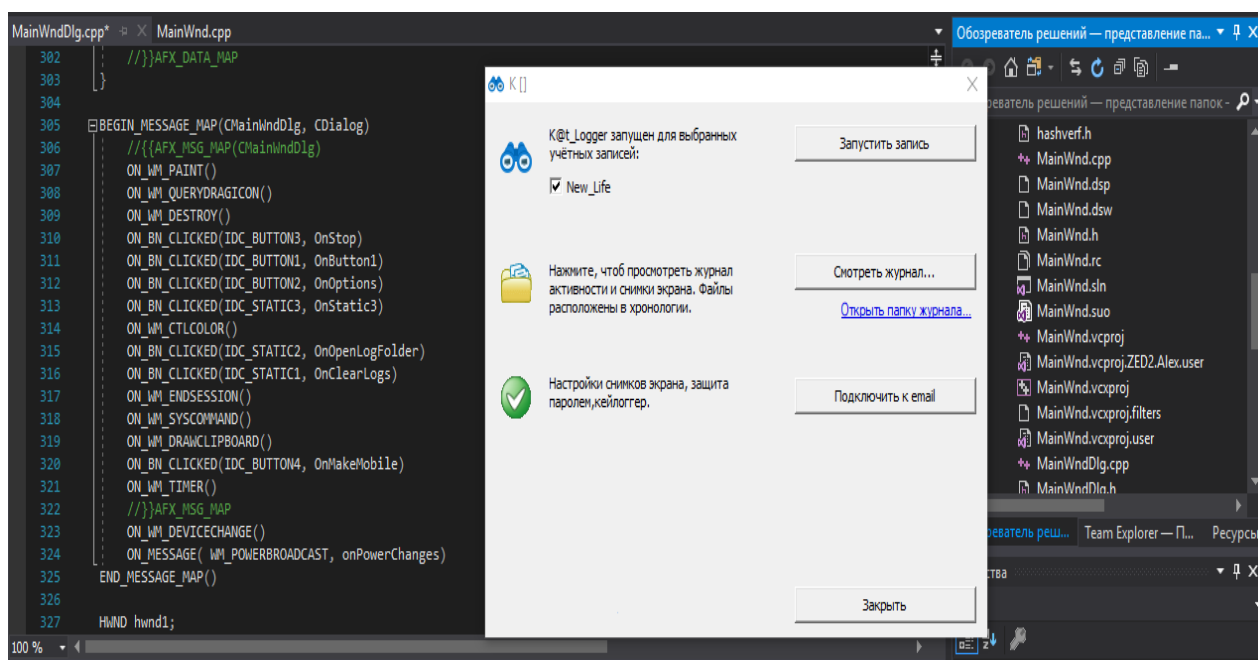 MainWndDlg.cpp*
MainWnd.cpp
302 //}}AFX_DATA_MAP
303 }
304
305 BEGIN_MESSAGE_MAP(CMainWndDlg, CDialog)
306 //{{AFX_MSG_MAP(CMainWndDlg)
307 ON_WM_PAINT()
308 ON_WM_QUERYDRAGICON()
309 ON_WM_DESTROY()
310 ON_BN_CLICKED(IDC_BUTTON3, OnStop)
311 ON_BN_CLICKED(IDC_BUTTON1, OnButton1)
312 ON_BN_CLICKED(IDC_BUTTON2, OnOptions)
313 ON_BN_CLICKED(IDC_STATIC3, OnStatic3)
314 ON_WM_CTLCOLOR()
315 ON_BN_CLICKED(IDC_STATIC2, OnOpenLogFolder)
316 ON_BN_CLICKED(IDC_STATIC1, OnClearLogs)
317 ON_WM_ENDSESSION()
318 ON_WM_SYSCOMMAND()
319 ON_WM_DRAWCLIPBOARD()
320 ON_BN_CLICKED(IDC_BUTTON4, OnMakeMobile)
321 ON_WM_TIMER()
322 //}}AFX_MSG_MAP
323 ON_WM_DEVICECHANGE()
324 ON_MESSAGE( WM_POWERBROADCAST, onPowerChanges)
325 END_MESSAGE_MAP()
326
327 HWND hwnd1;
100 %
K []
K@t_Logger запущен для выбранных
учётных записей:
New_Life
Запустить запись
Нажмите, чтоб просмотреть журнал
активности и снимки экрана. Файлы
расположены в хронологии.
Смотреть журнал...
Открыть папку журнала...
Настройки снимков экрана, защита
паролем,кейлоггер.
Подключить к email
Закрыть
Обозреватель решений — представление па...
реватель решений — представление папок -
hashverf.h
MainWnd.cpp
MainWnd.dsp
MainWnd.dsw
MainWnd.h
MainWnd.rc
MainWnd.sln
MainWnd.suo
MainWnd.vcproj
MainWnd.vcproj.ZED2.Alex.user
MainWnd.vcxproj
MainWnd.vcxproj.filters
MainWnd.vcxproj.user
MainWndDlg.cpp
MainWndDlg.h
реватель реш...
Team Explorer — П...
Ресурсы
тва